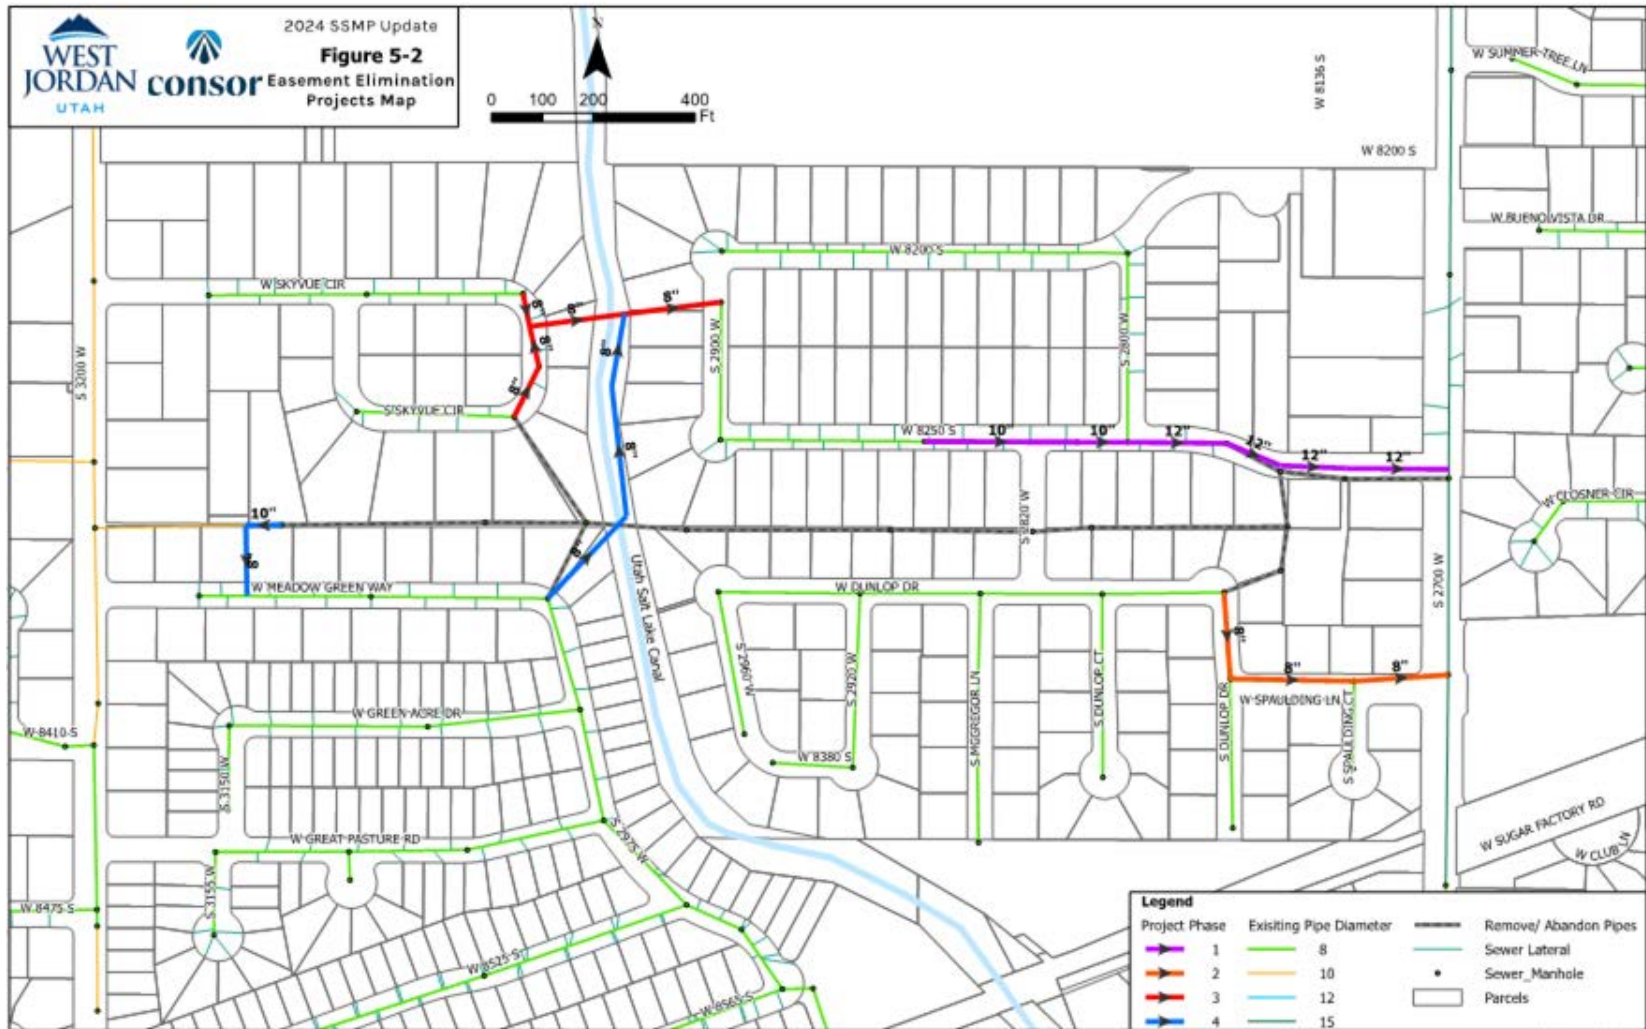 WEST
JORDAN
UTAH
consor
2024 SSMP Update
Figure 5-2
Easement Elimination
Projects Map
N
0 100 200 400
Ft
W 8136 S
W SUMMER-TREE LN
W 8200 S
W BUENO VISTA DR
W 8200 S
W SKYVUE CIR
8"
8"
8"
8"
8"
8"
S 3200 W
S 2900 W
S 2800 W
S SKYVUE CIR
W 8250 S
10"
10"
12"
12"
12"
12"
8"
W CLOSNER CIR
S 2820 W
10"
8"
8"
Utah Salt Lake Canal
S 2700 W
W MEADOW GREEN WAY
W DUNLOP DR
8"
8"
8"
S 2960 W
S 2920 W
S MCGREGOR LN
S DUNLOP CT
S DUNLOP DR
W SPAULDING LN
S SPAULDING CT
W GREEN ACRE DR
W 8410 S
S 3150 W
W 8380 S
W SUGAR FACTORY RD
W CLUB LN
W GREAT PASTURE RD
S 2975 W
S 3155 W
W 8475 S
W 8525 S
W 8565 S
Legend
Project Phase Exisiting Pipe Diameter Remove/ Abandon Pipes
1 8 Sewer Lateral
2 10 Sewer_Manhole
3 12 Parcels
4 15